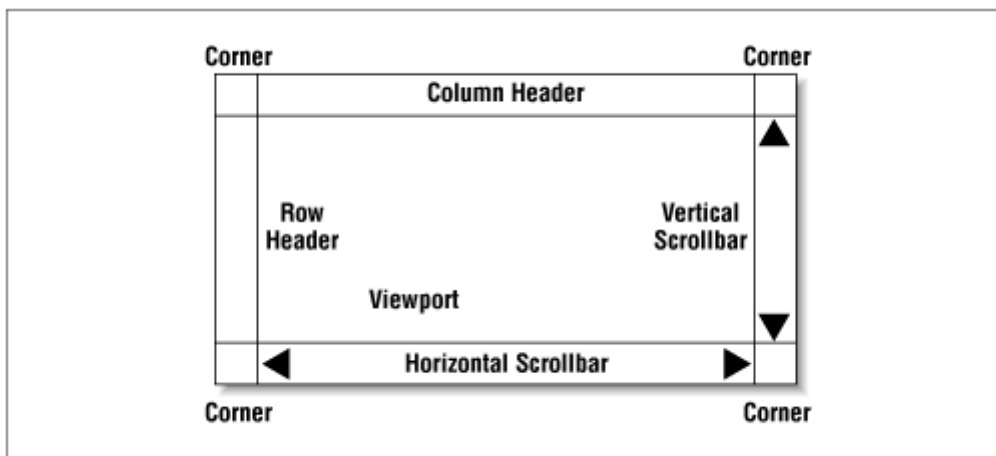 Corner
Corner
Column Header
Row
Header
Vertical
Scrollbar
Viewport
Horizontal Scrollbar
Corner
Corner